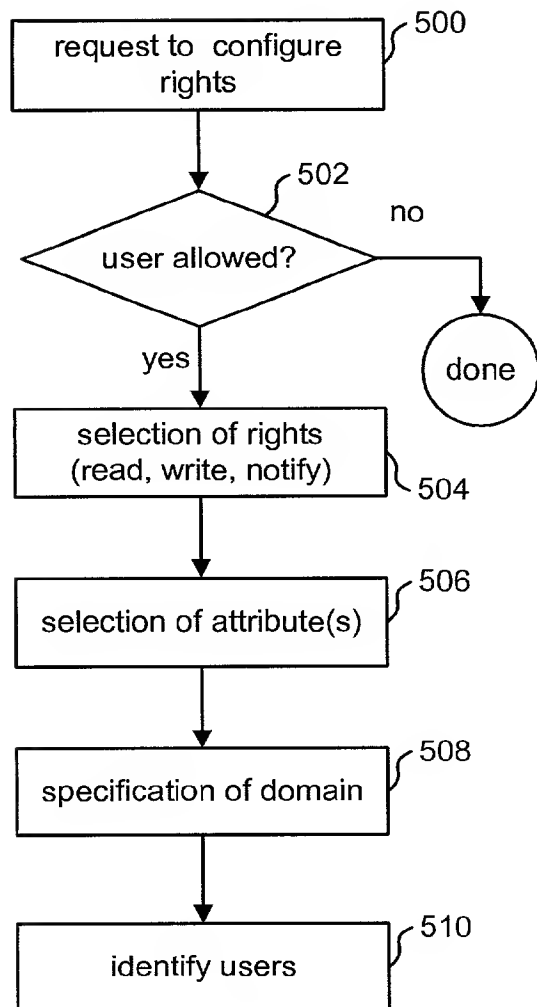 500
request to configure
rights
502
no
user allowed?
done
yes
selection of rights
(read, write, notify)
504
506
selection of attribute(s)
508
specification of domain
510
identify users